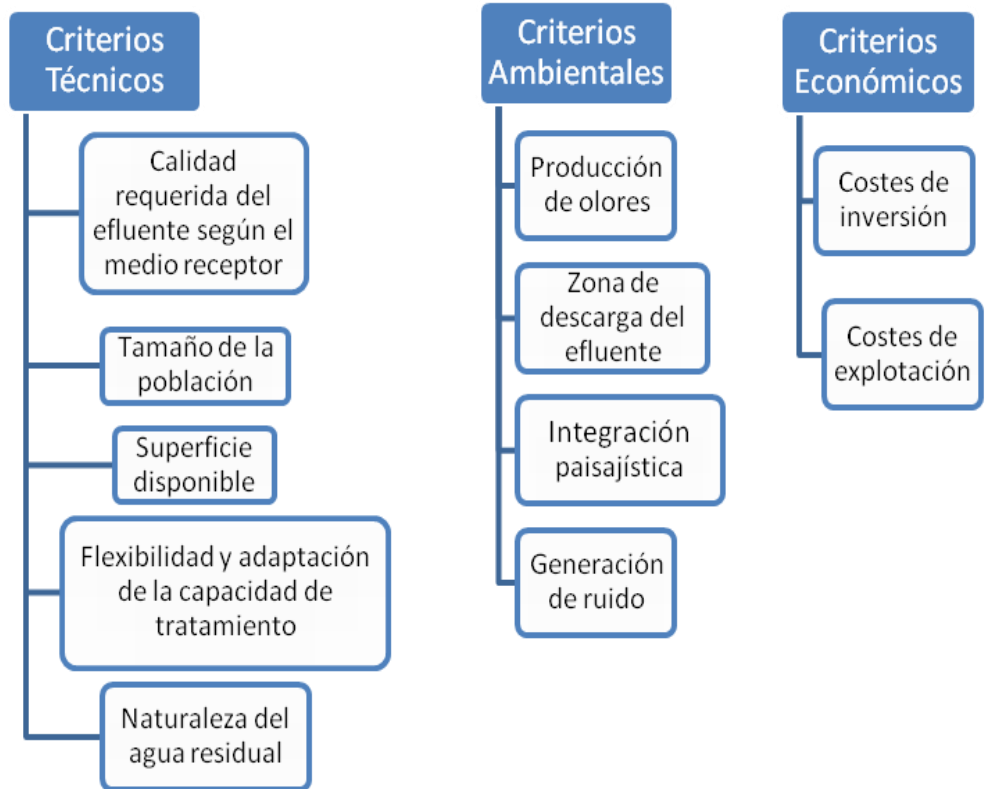 Criterios
Técnicos
Calidad
requerida del
efluente según el
medio receptor
Tamaño de la
población
Superficie
disponible
Flexibilidad y adaptación
de la capacidad de
tratamiento
Naturaleza del
agua residual
Criterios
Ambientales
Producción
de olores
Zona de
descarga del
efluente
Integración
paisajística
Generación
de ruido
Criterios
Económicos
Costes de
inversión
Costes de
explotación